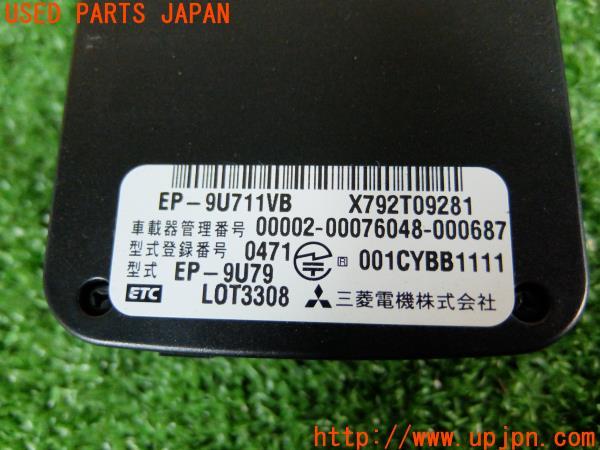 USED PARTS JAPAN
EP-9U711VB X792T09281
車載器管理番号 00002-00076048-000687
型式登録番号 0471 R 001CYBB1111
型式 EP-9U79
ETC LOT3308 三菱電機株式会社
UPJ
http://www.upjpn.com/